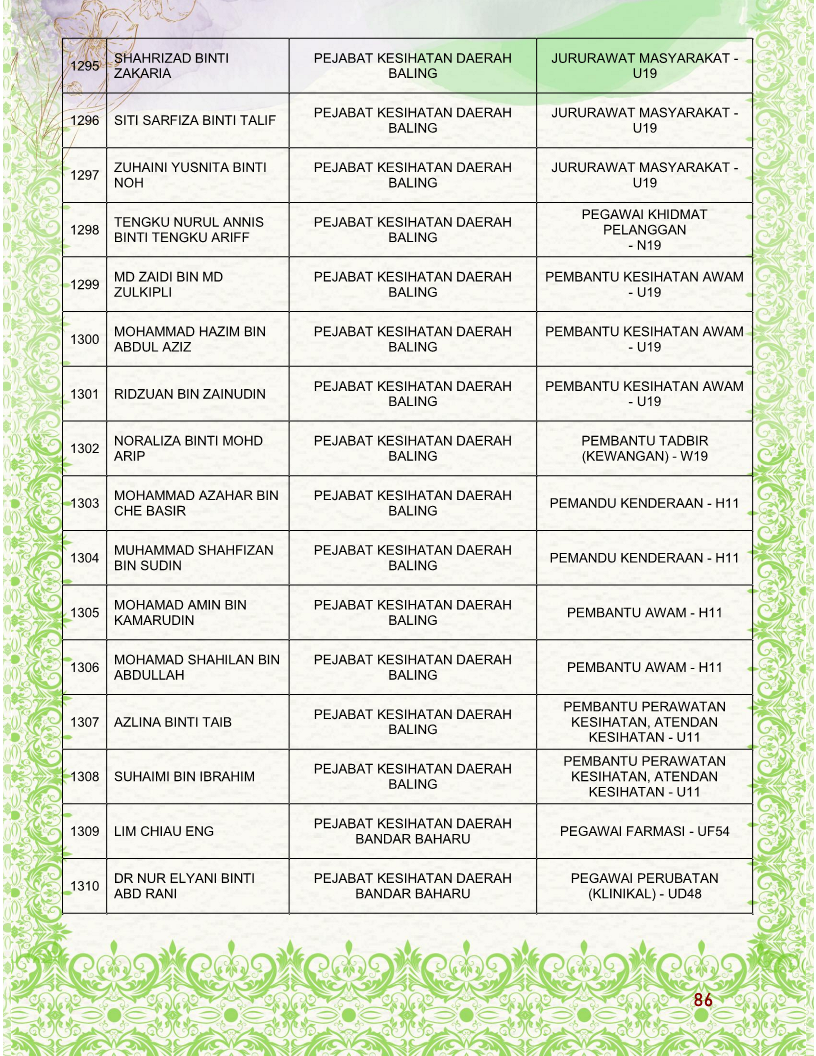 1295
SHAHRIZAD BINTI
ZAKARIA
PEJABAT KESIHATAN DAERAH
BALING
JURURAWAT MASYARAKAT -
U19
1296
SITI SARFIZA BINTI TALIF
PEJABAT KESIHATAN DAERAH
BALING
JURURAWAT MASYARAKAT -
U19
1297
ZUHAINI YUSNITA BINTI
NOH
PEJABAT KESIHATAN DAERAH
BALING
JURURAWAT MASYARAKAT -
U19
1298
TENGKU NURUL ANNIS
BINTI TENGKU ARIFF
PEJABAT KESIHATAN DAERAH
BALING
PEGAWAI KHIDMAT
PELANGGAN
- N19
1299
MD ZAIDI BIN MD
ZULKIPLI
PEJABAT KESIHATAN DAERAH
BALING
PEMBANTU KESIHATAN AWAM
- U19
1300
MOHAMMAD HAZIM BIN
ABDUL AZIZ
PEJABAT KESIHATAN DAERAH
BALING
PEMBANTU KESIHATAN AWAM
- U19
1301
RIDZUAN BIN ZAINUDIN
PEJABAT KESIHATAN DAERAH
BALING
PEMBANTU KESIHATAN AWAM
- U19
1302
NORALIZA BINTI MOHD
ARIP
PEJABAT KESIHATAN DAERAH
BALING
PEMBANTU TADBIR
(KEWANGAN) - W19
1303
MOHAMMAD AZAHAR BIN
CHE BASIR
PEJABAT KESIHATAN DAERAH
BALING
PEMANDU KENDERAAN - H11
1304
MUHAMMAD SHAHFIZAN
BIN SUDIN
PEJABAT KESIHATAN DAERAH
BALING
PEMANDU KENDERAAN - H11
1305
MOHAMAD AMIN BIN
KAMARUDIN
PEJABAT KESIHATAN DAERAH
BALING
PEMBANTU AWAM - H11
1306
MOHAMAD SHAHILAN BIN
ABDULLAH
PEJABAT KESIHATAN DAERAH
BALING
PEMBANTU AWAM - H11
1307
AZLINA BINTI TAIB
PEJABAT KESIHATAN DAERAH
BALING
PEMBANTU PERAWATAN
KESIHATAN, ATENDAN
KESIHATAN - U11
1308
SUHAIMI BIN IBRAHIM
PEJABAT KESIHATAN DAERAH
BALING
PEMBANTU PERAWATAN
KESIHATAN, ATENDAN
KESIHATAN - U11
1309
LIM CHIAU ENG
PEJABAT KESIHATAN DAERAH
BANDAR BAHARU
PEGAWAI FARMASI - UF54
1310
DR NUR ELYANI BINTI
ABD RANI
PEJABAT KESIHATAN DAERAH
BANDAR BAHARU
PEGAWAI PERUBATAN
(KLINIKAL) - UD48
86